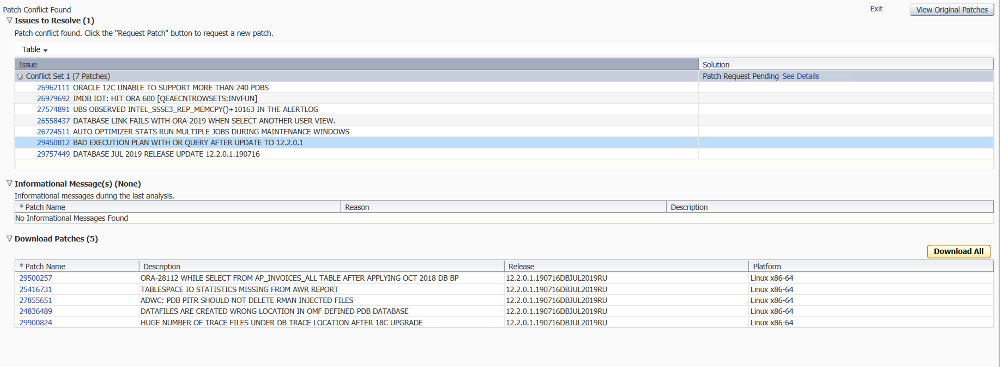 Patch Conflict Found
Exit
View Original Patches
Issues to Resolve (1)
Patch conflict found. Click the "Request Patch" button to request a new patch.
Table
Issue Solution
Conflict Set 1 (7 Patches) Patch Request Pending See Details
26962111 ORACLE 12C UNABLE TO SUPPORT MORE THAN 240 PDBS
26979692 IMDB IOT: HIT ORA 600 [QEAECNTROWSETS:INVFUN]
27574891 UBS OBSERVED INTEL_SSSE3_REP_MEMCPY()+10163 IN THE ALERTLOG
26558437 DATABASE LINK FAILS WITH ORA-2019 WHEN SELECT ANOTHER USER VIEW.
26724511 AUTO OPTIMIZER STATS RUN MULTIPLE JOBS DURING MAINTENANCE WINDOWS
29450812 BAD EXECUTION PLAN WITH OR QUERY AFTER UPDATE TO 12.2.0.1
29757449 DATABASE JUL 2019 RELEASE UPDATE 12.2.0.1.190716
Informational Message(s) (None)
Informational messages during the last analysis.
* Patch Name Reason Description
No Informational Messages Found
Download Patches (5)
Download All
* Patch Name Description Release Platform
29500257 ORA-28112 WHILE SELECT FROM AP_INVOICES_ALL TABLE AFTER APPLYING OCT 2018 DB BP 12.2.0.1.190716DBJUL2019RU Linux x86-64
25416731 TABLESPACE IO STATISTICS MISSING FROM AWR REPORT 12.2.0.1.190716DBJUL2019RU Linux x86-64
27855651 ADWC: PDB PITR SHOULD NOT DELETE RMAN INJECTED FILES 12.2.0.1.190716DBJUL2019RU Linux x86-64
24836489 DATAFILES ARE CREATED WRONG LOCATION IN OMF DEFINED PDB DATABASE 12.2.0.1.190716DBJUL2019RU Linux x86-64
29900824 HUGE NUMBER OF TRACE FILES UNDER DB TRACE LOCATION AFTER 18C UPGRADE 12.2.0.1.190716DBJUL2019RU Linux x86-64